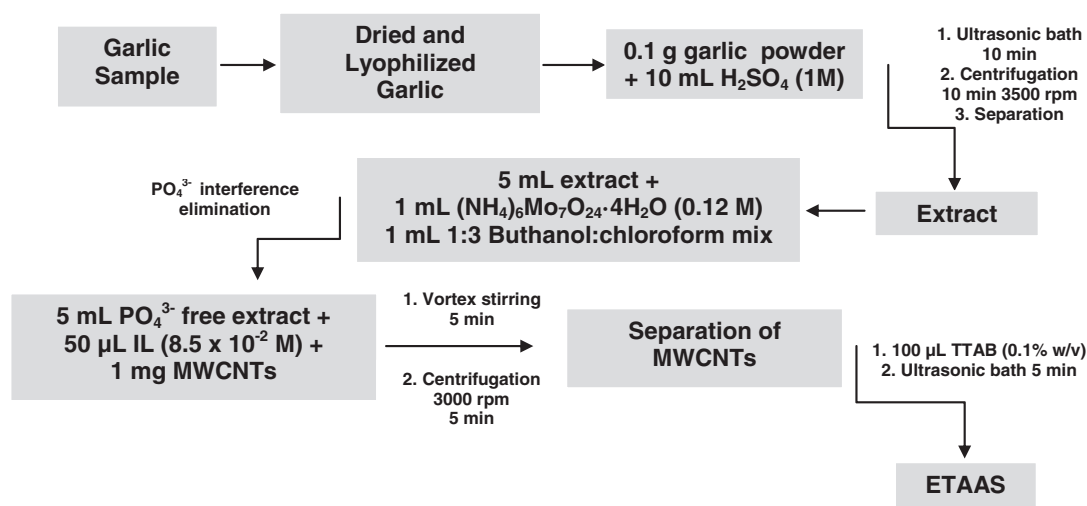 Garlic
Sample
Dried and
Lyophilized
Garlic
0.1 g garlic powder
+ 10 mL H₂SO₄ (1M)
1. Ultrasonic bath
10 min
2. Centrifugation
10 min 3500 rpm
3. Separation
Extract
5 mL extract +
1 mL (NH₄)₆Mo₇O₂₄·4H₂O (0.12 M)
1 mL 1:3 Buthanol:chloroform mix
PO₄³⁻ interference
elimination
5 mL PO₄³⁻ free extract +
50 µL IL (8.5 x 10⁻² M) +
1 mg MWCNTs
1. Vortex stirring
5 min
2. Centrifugation
3000 rpm
5 min
Separation of
MWCNTs
1. 100 µL TTAB (0.1% w/v)
2. Ultrasonic bath 5 min
ETAAS